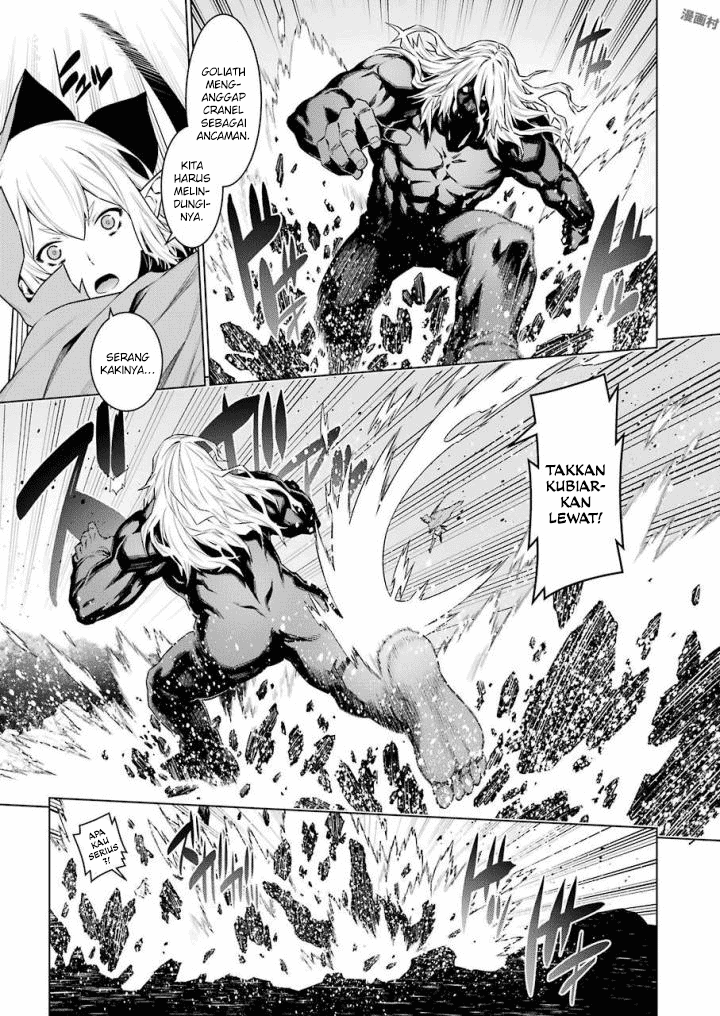 漫画村
GOLIATH
MENG-
ANGGAP
CRANEL
SEBAGAI
ANCAMAN.
KITA
HARUS
MELIN-
DUNGI-
NYA.
SERANG
KAKINYA...
TAKKAN
KUBIAR-
KAN
LEWAT!
APA
KAU
SERIUS
?!